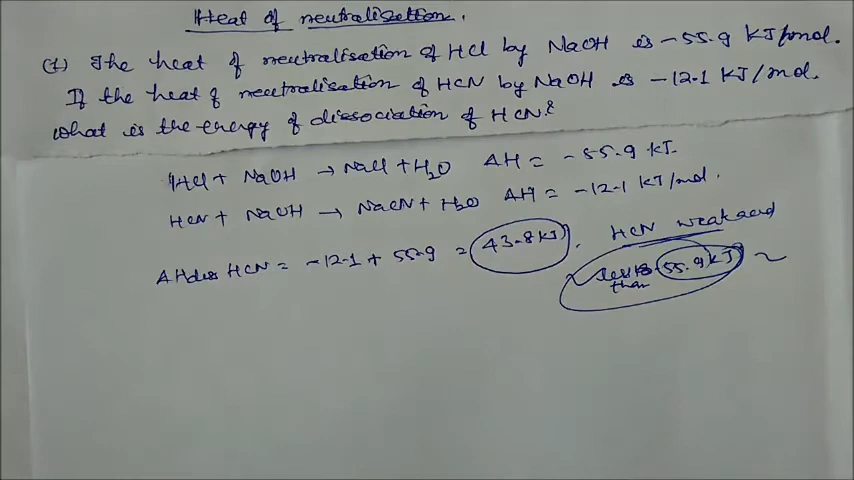 Heat of neutralisation.
(1) The heat of neutralisation of HCl by NaOH is -55.9 KJ/mol.
If the heat of neutralisation of HCN by NaOH is -12.1 KJ/mol.
What is the energy of dissociation of HCN?
HCl + NaOH → NaCl + H₂O ΔH = -55.9 KJ.
HCN + NaOH → NaCN + H₂O ΔH = -12.1 KJ/mol.
HCN weak acid
ΔHdiss HCN = -12.1 + 55.9 = 43.8 KJ.
less than -55.9 KJ